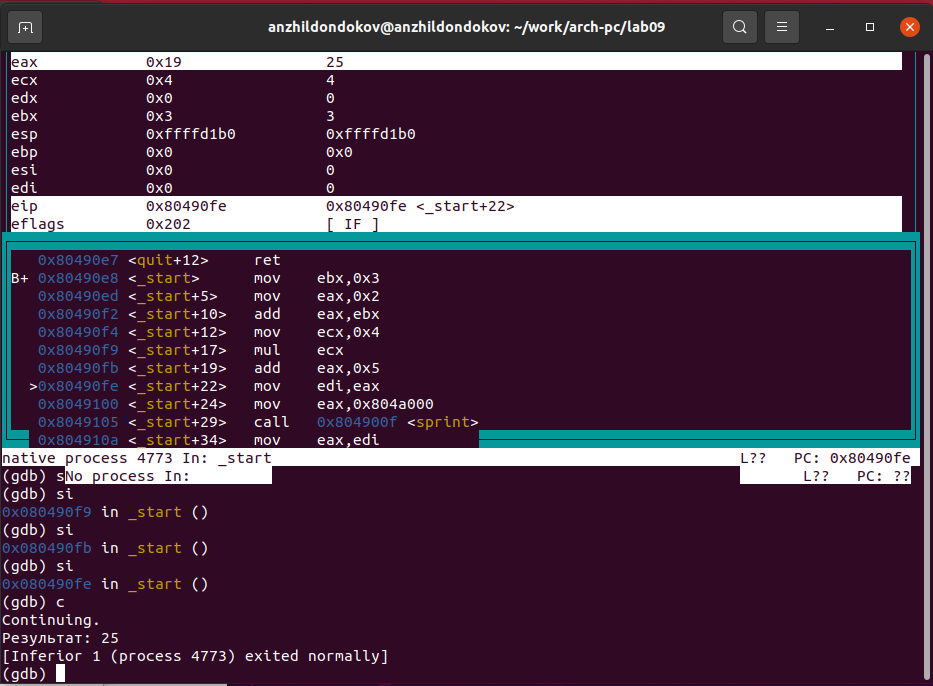 anzhildondokov@anzhildondokov: ~/work/arch-pc/lab09
eax 0x19 25
ecx 0x4 4
edx 0x0 0
ebx 0x3 3
esp 0xffffd1b0 0xffffd1b0
ebp 0x0 0x0
esi 0x0 0
edi 0x0 0
eip 0x80490fe 0x80490fe <_start+22>
eflags 0x202 [ IF ]
0x80490e7 <quit+12> ret
B+ 0x80490e8 <_start> mov ebx,0x3
0x80490ed <_start+5> mov eax,0x2
0x80490f2 <_start+10> add eax,ebx
0x80490f4 <_start+12> mov ecx,0x4
0x80490f9 <_start+17> mul ecx
0x80490fb <_start+19> add eax,0x5
>0x80490fe <_start+22> mov edi,eax
0x8049100 <_start+24> mov eax,0x804a000
0x8049105 <_start+29> call 0x804900f <sprint>
0x804910a <_start+34> mov eax,edi
native process 4773 In: _start L?? PC: 0x80490fe
(gdb) sNo process In: L?? PC: ??
(gdb) si
0x080490f9 in _start ()
(gdb) si
0x080490fb in _start ()
(gdb) si
0x080490fe in _start ()
(gdb) c
Continuing.
Результат: 25
[Inferior 1 (process 4773) exited normally]
(gdb)